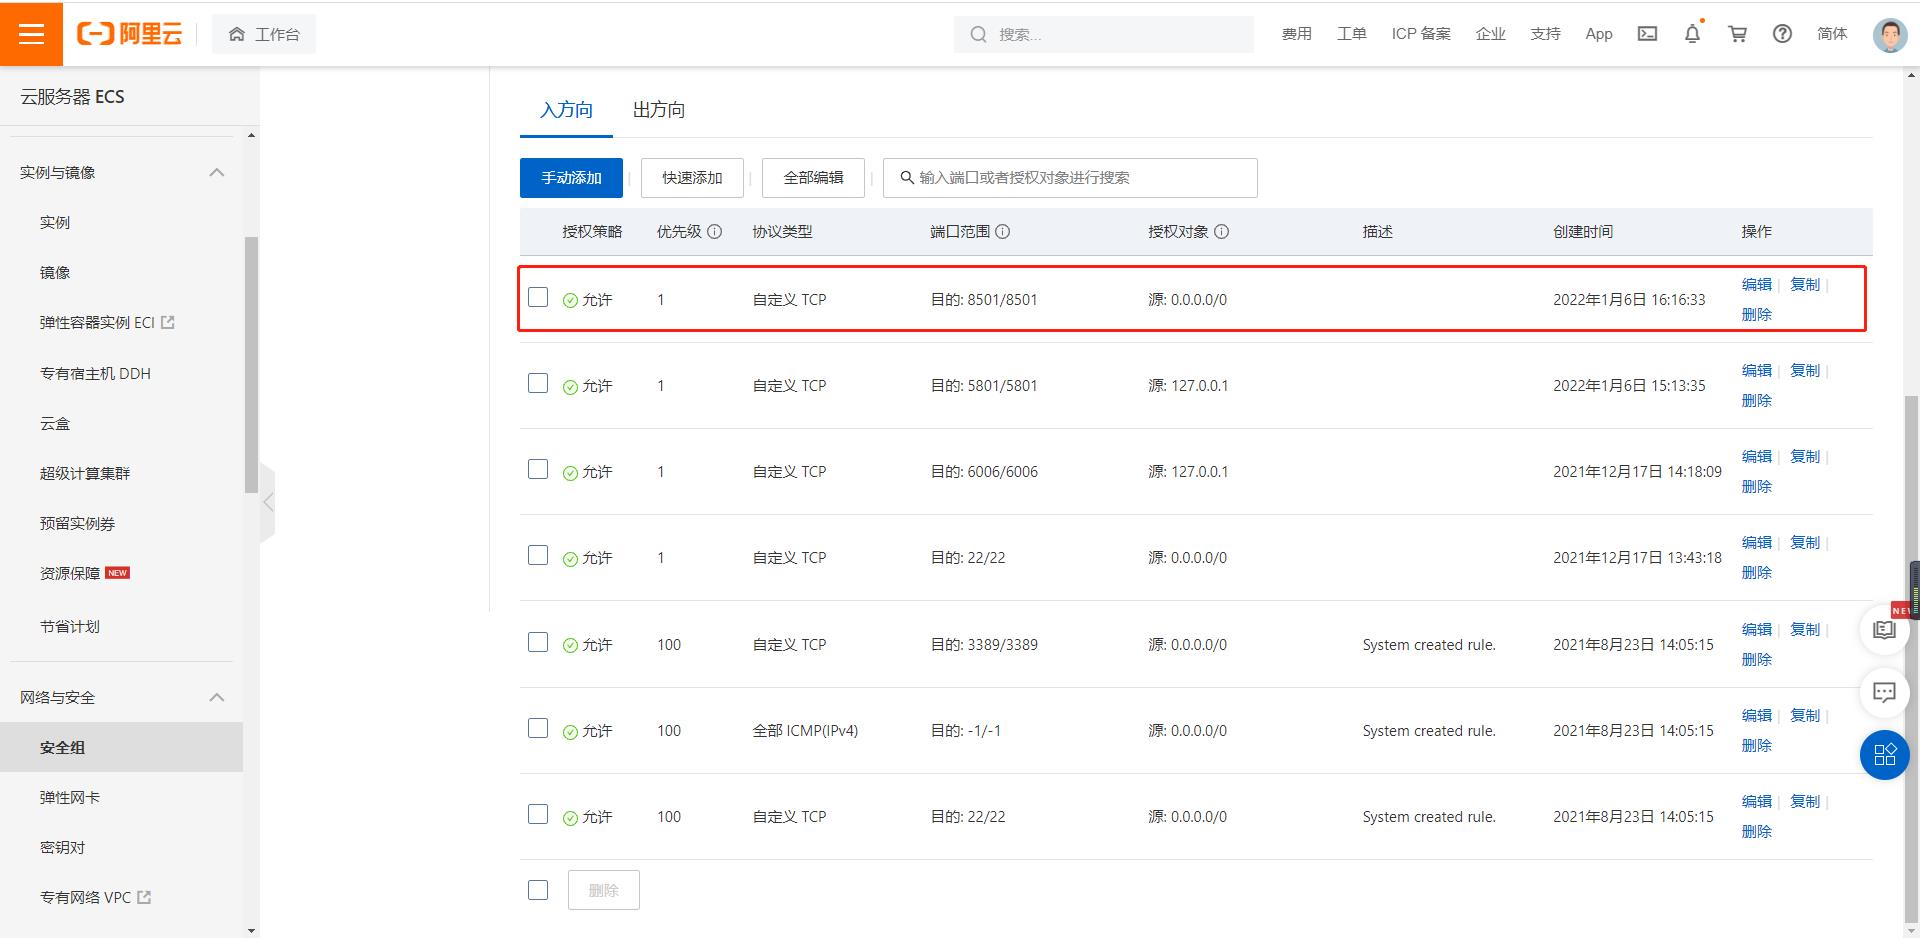 阿里云
工作台
搜索...
费用
工单
ICP 备案
企业
支持
App
简体
云服务器 ECS
实例与镜像
实例
镜像
弹性容器实例 ECI
专有宿主机 DDH
云盒
超级计算集群
预留实例券
资源保障 NEW
节省计划
网络与安全
安全组
弹性网卡
密钥对
专有网络 VPC
入方向 出方向
手动添加 快速添加 全部编辑 输入端口或者授权对象进行搜索
授权策略 优先级 协议类型 端口范围 授权对象 描述 创建时间 操作
允许 1 自定义 TCP 目的: 8501/8501 源: 0.0.0.0/0 2022年1月6日 16:16:33 编辑 | 复制 |
删除
允许 1 自定义 TCP 目的: 5801/5801 源: 127.0.0.1 2022年1月6日 15:13:35 编辑 | 复制 |
删除
允许 1 自定义 TCP 目的: 6006/6006 源: 127.0.0.1 2021年12月17日 14:18:09 编辑 | 复制 |
删除
允许 1 自定义 TCP 目的: 22/22 源: 0.0.0.0/0 2021年12月17日 13:43:18 编辑 | 复制 |
删除
允许 100 自定义 TCP 目的: 3389/3389 源: 0.0.0.0/0 System created rule. 2021年8月23日 14:05:15 编辑 | 复制 |
删除
允许 100 全部 ICMP(IPv4) 目的: -1/-1 源: 0.0.0.0/0 System created rule. 2021年8月23日 14:05:15 编辑 | 复制 |
删除
允许 100 自定义 TCP 目的: 22/22 源: 0.0.0.0/0 System created rule. 2021年8月23日 14:05:15 编辑 | 复制 |
删除
删除